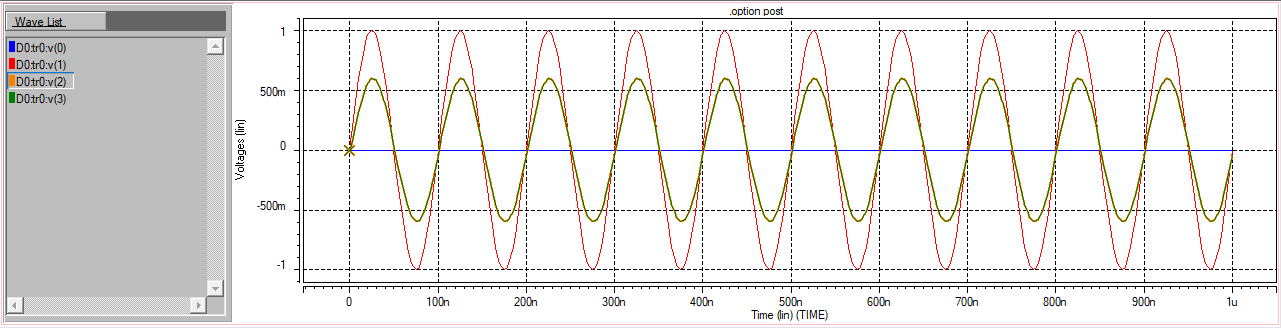 Wave List
D0:tr0:v(0)
D0:tr0:v(1)
D0:tr0:v(2)
D0:tr0:v(3)
.option post
Voltages (lin)
1
500m
0
-500m
-1
0 100n 200n 300n 400n 500n 600n 700n 800n 900n 1u
Time (lin) (TIME)